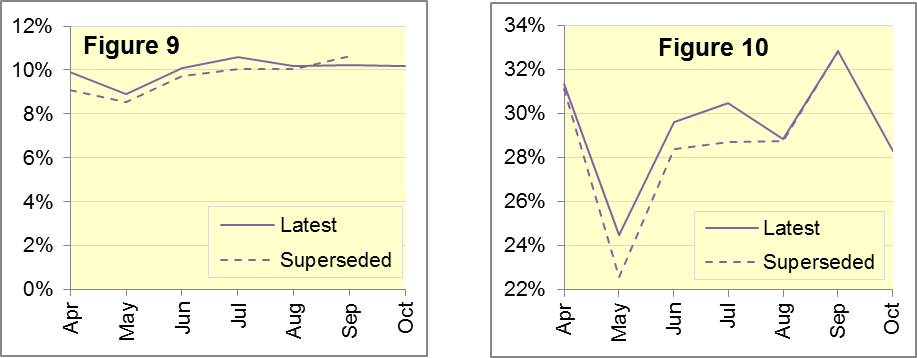 Figure 9
12%
10%
8%
6%
4%
2%
0%
Latest
Superseded
Apr
May
Jun
Jul
Aug
Sep
Oct
Figure 10
34%
32%
30%
28%
26%
24%
22%
Latest
Superseded
Apr
May
Jun
Jul
Aug
Sep
Oct